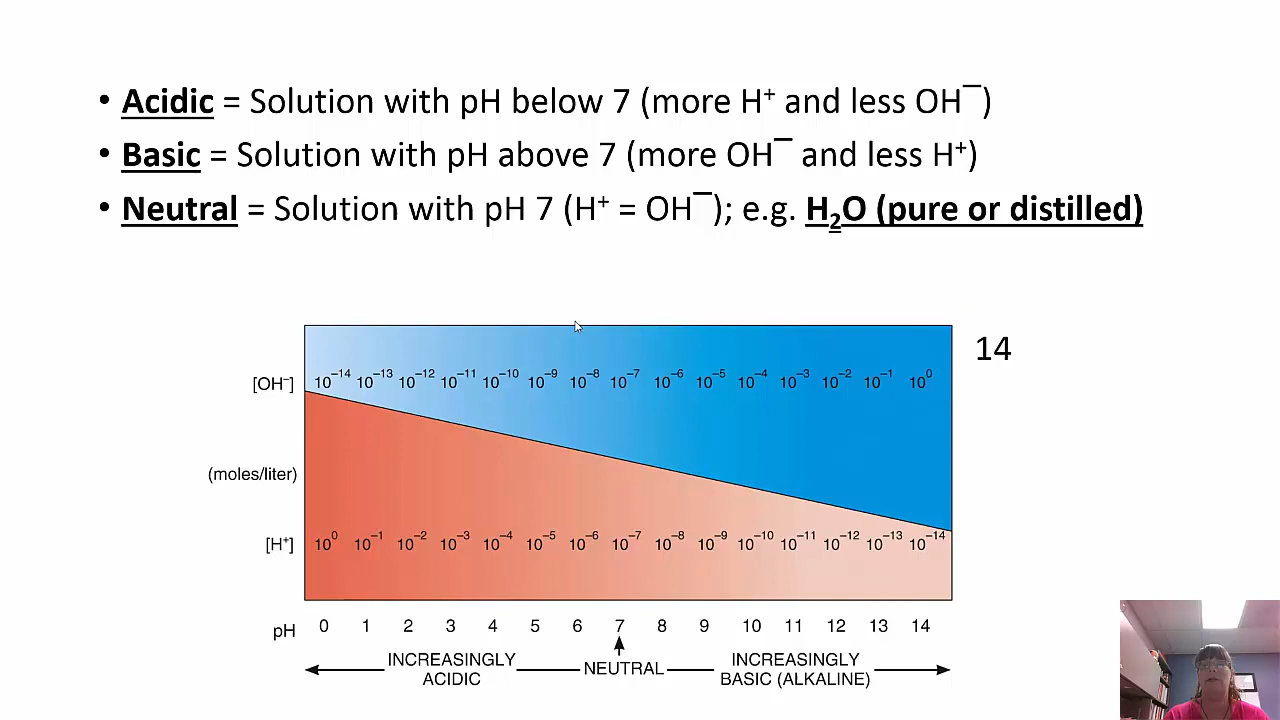 • Acidic = Solution with pH below 7 (more H⁺ and less OH¯)
• Basic = Solution with pH above 7 (more OH¯ and less H⁺)
• Neutral = Solution with pH 7 (H⁺ = OH¯); e.g. H₂O (pure or distilled)
14
[OH⁻] 10⁻¹⁴ 10⁻¹³ 10⁻¹² 10⁻¹¹ 10⁻¹⁰ 10⁻⁹ 10⁻⁸ 10⁻⁷ 10⁻⁶ 10⁻⁵ 10⁻⁴ 10⁻³ 10⁻² 10⁻¹ 10⁰
(moles/liter)
[H⁺] 10⁰ 10⁻¹ 10⁻² 10⁻³ 10⁻⁴ 10⁻⁵ 10⁻⁶ 10⁻⁷ 10⁻⁸ 10⁻⁹ 10⁻¹⁰ 10⁻¹¹ 10⁻¹² 10⁻¹³ 10⁻¹⁴
pH 0 1 2 3 4 5 6 7 8 9 10 11 12 13 14
INCREASINGLY
ACIDIC
NEUTRAL
INCREASINGLY
BASIC (ALKALINE)